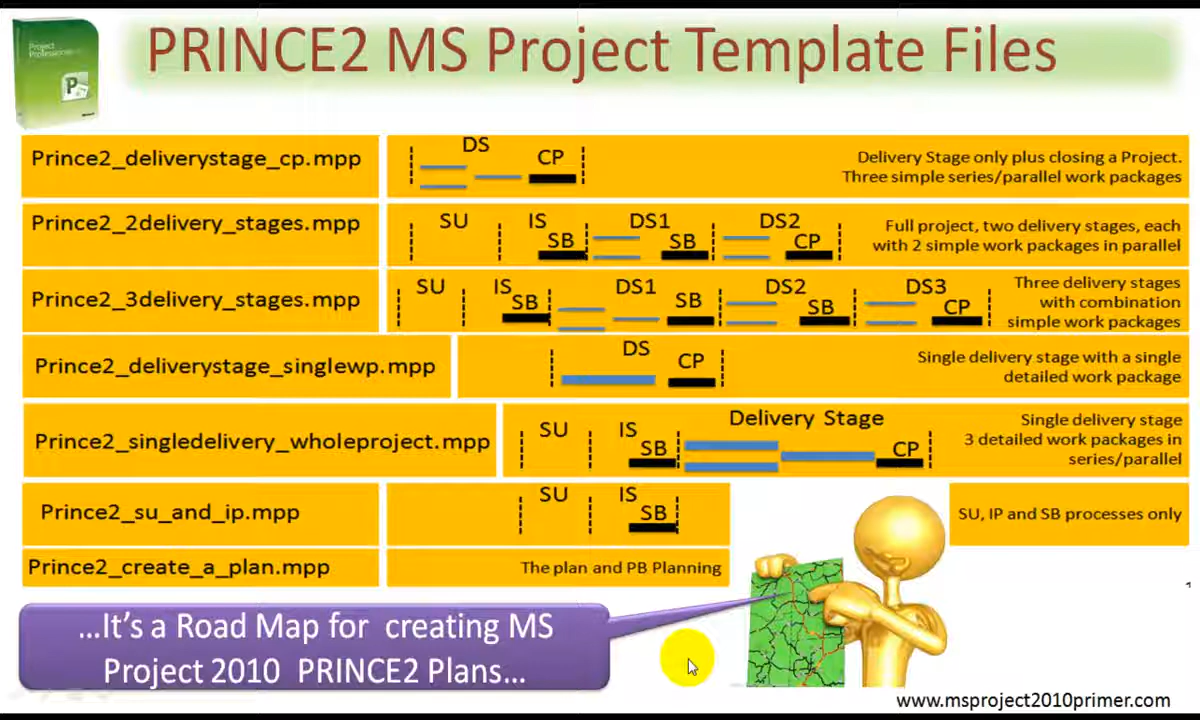 PRINCE2 MS Project Template Files
Project
Professional
Prince2_deliverystage_cp.mpp
DS
CP
Delivery Stage only plus closing a Project.
Three simple series/parallel work packages
Prince2_2delivery_stages.mpp
SU IS DS1 DS2
SB SB CP
Full project, two delivery stages, each
with 2 simple work packages in parallel
Prince2_3delivery_stages.mpp
SU IS DS1 DS2 DS3
SB SB SB CP
Three delivery stages
with combination
simple work packages
Prince2_deliverystage_singlewp.mpp
DS
CP
Single delivery stage with a single
detailed work package
Prince2_singledelivery_wholeproject.mpp
SU IS Delivery Stage
SB CP
Single delivery stage
3 detailed work packages in
series/parallel
Prince2_su_and_ip.mpp
SU IS
SB
SU, IP and SB processes only
Prince2_create_a_plan.mpp
The plan and PB Planning
...It's a Road Map for creating MS
Project 2010 PRINCE2 Plans...
www.msproject2010primer.com